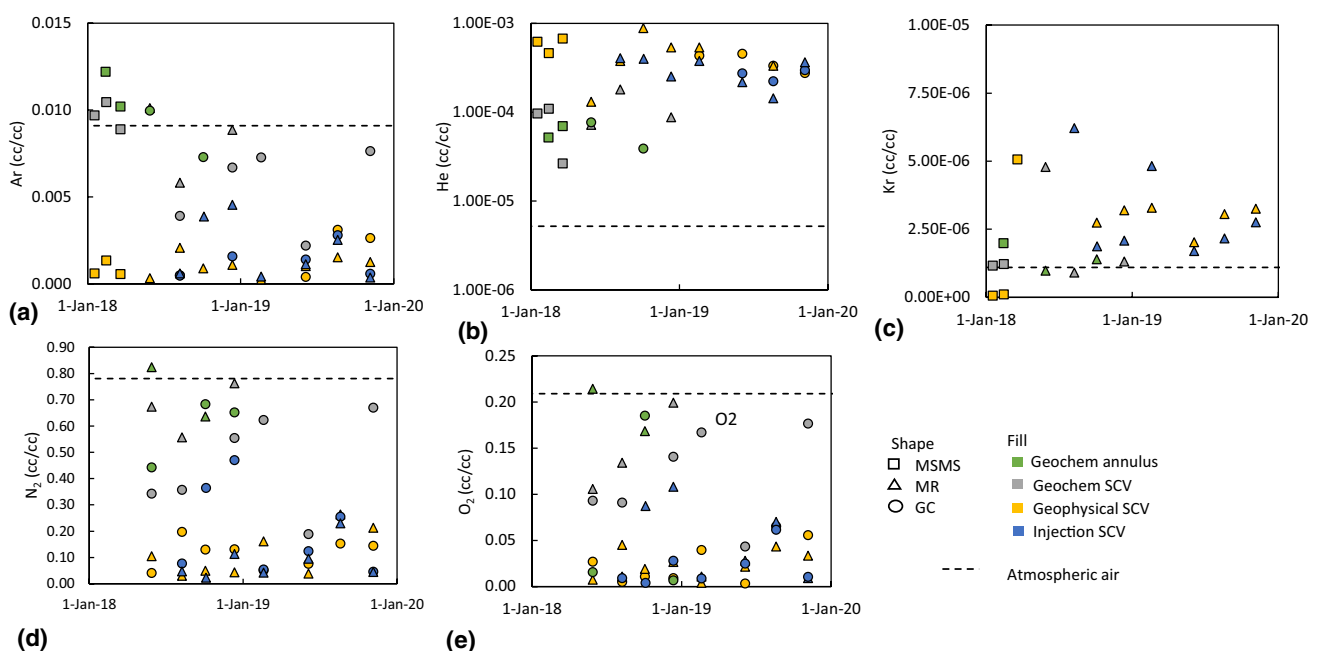 0.015
0.010
0.005
0.000
Ar (cc/cc)
1-Jan-18
1-Jan-19
1-Jan-20
(a)
1.00E-03
1.00E-04
1.00E-05
1.00E-06
He (cc/cc)
1-Jan-18
1-Jan-19
1-Jan-20
(b)
1.00E-05
7.50E-06
5.00E-06
2.50E-06
0.00E+00
Kr (cc/cc)
1-Jan-18
1-Jan-19
1-Jan-20
(c)
0.90
0.80
0.70
0.60
0.50
0.40
0.30
0.20
0.10
0.00
N2 (cc/cc)
1-Jan-18
1-Jan-19
1-Jan-20
(d)
0.25
0.20
0.15
0.10
0.05
0.00
O2 (cc/cc)
O2
1-Jan-18
1-Jan-19
1-Jan-20
(e)
Shape
MSMS
MR
GC
Fill
Geochem annulus
Geochem SCV
Geophysical SCV
Injection SCV
Atmospheric air